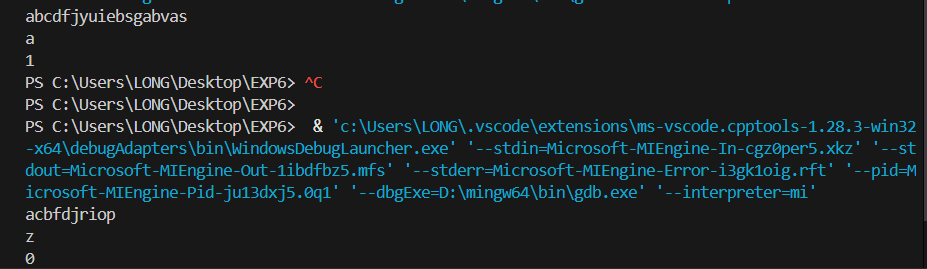 abcdfjyuiebsgabvas
a
1
PS C:\Users\LONG\Desktop\EXP6> ^C
PS C:\Users\LONG\Desktop\EXP6>
PS C:\Users\LONG\Desktop\EXP6>  & 'c:\Users\LONG\.vscode\extensions\ms-vscode.cpptools-1.28.3-win32
-x64\debugAdapters\bin\WindowsDebugLauncher.exe' '--stdin=Microsoft-MIEngine-In-cgz0per5.xkz' '--st
dout=Microsoft-MIEngine-Out-1ibdfbz5.mfs' '--stderr=Microsoft-MIEngine-Error-i3gk1oig.rft' '--pid=M
icrosoft-MIEngine-Pid-ju13dxj5.0q1' '--dbgExe=D:\mingw64\bin\gdb.exe' '--interpreter=mi'
acbfdjriop
z
0